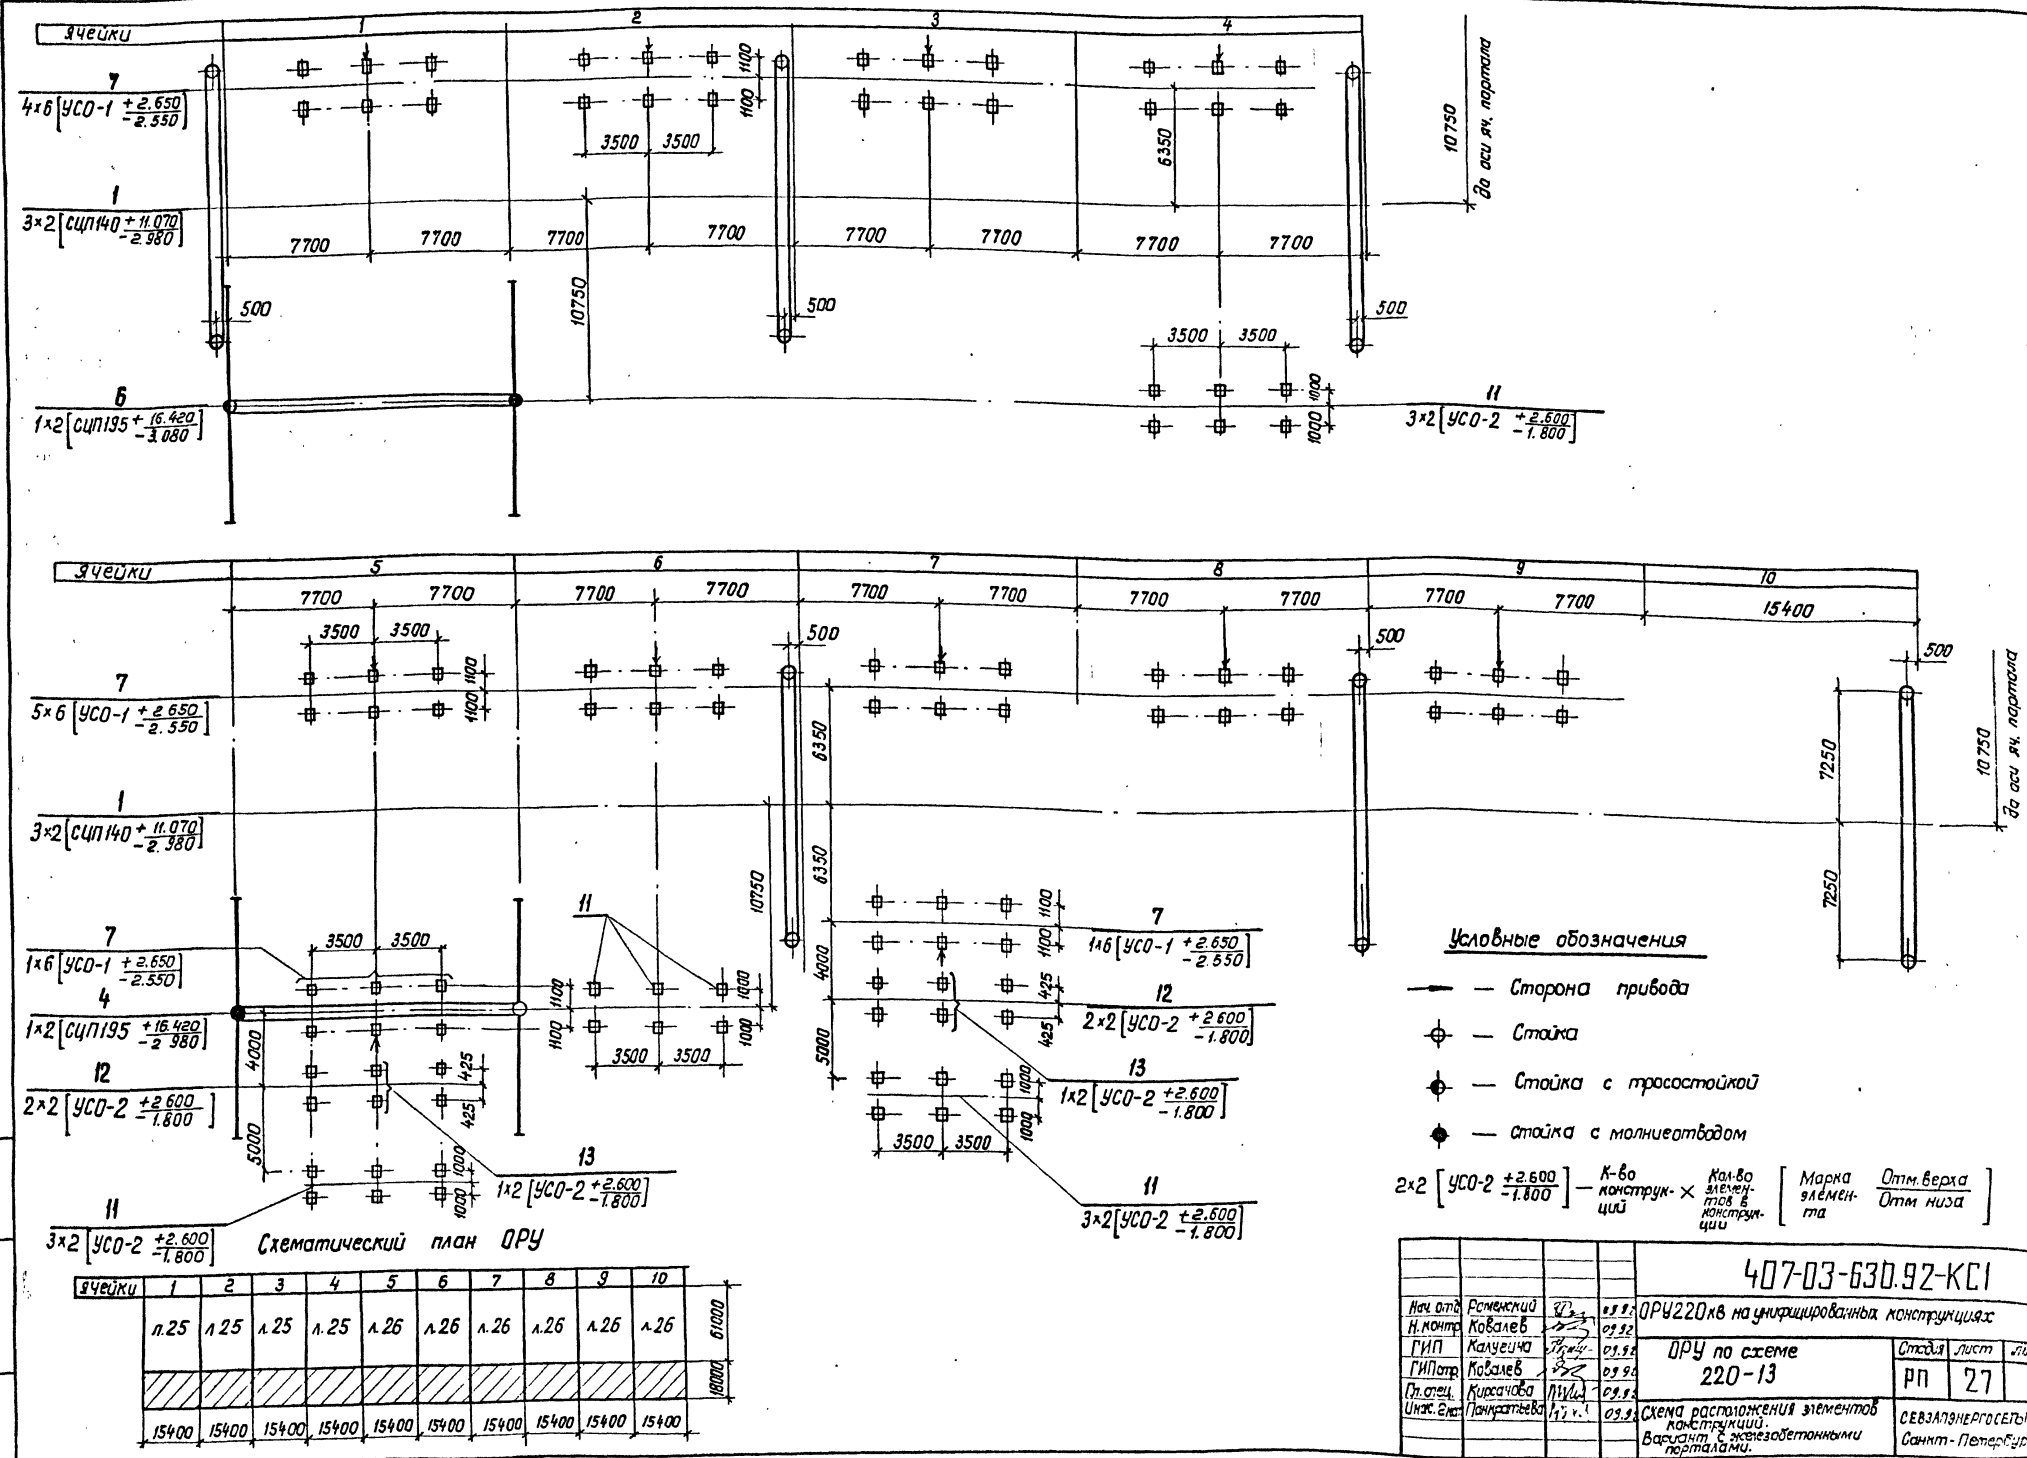 ячейки 1 2 3 4
7
4×6[УСО-1 +2.650
-2.550]
1100
1100
3500 3500
6350
10750
до оси яч. портала
1
3×2[СЦП140 +11.070
-2.980]
7700 7700 7700 7700 7700 7700 7700 7700
500
10750
500
500
3500 3500
6
1×2[СЦП195 +16.420
-3.080]
1000
1000
11
3×2[УСО-2 +2.600
-1.800]
ячейки 5 6 7 8 9 10
7700 7700 7700 7700 7700 7700 7700 7700 7700 7700 15400
3500 3500
500
500
500
1100
1100
7
5×6[УСО-1 +2.650
-2.550]
6350
6350
7250
7250
10750
до оси яч. портала
1
3×2[СЦП140 +11.070
-2.980]
10750
11
7
1×6[УСО-1 +2.650
-2.550]
3500 3500
1100
1100
4
1×2[СЦП195 +16.420
-2.980]
1000
1000
3500 3500
4000
5000
12
2×2[УСО-2 +2.600
-1.800]
425
425
1000
1000
13
1×2[УСО-2 +2.600
-1.800]
11
3×2[УСО-2 +2.600
-1.800]
1100
1100
7
1×6[УСО-1 +2.650
-2.550]
4000
5000
425
425
12
2×2[УСО-2 +2.600
-1.800]
13
1×2[УСО-2 +2.600
-1.800]
1000
1000
3500 3500
11
3×2[УСО-2 +2.600
-1.800]
Условные обозначения
— Сторона привода
— Стойка
— Стойка с тросостойкой
— Стойка с молниеотводом
2×2 [УСО-2 +2.600
-1.800] — К-во конструк-ций × Кол-во элемен-тов в конструк-ции [Марка элемен-та Отм. верха
Отм низа]
Схематический план ОРУ
ячейки 1 2 3 4 5 6 7 8 9 10
л.25 л.25 л.25 л.25 л.26 л.26 л.26 л.26 л.26 л.26
61000
18000
15400 15400 15400 15400 15400 15400 15400 15400 15400 15400
407-03-630.92-КС1
Нач. отд Роменский
Н. контр Ковалев 09.92
ГИП Калугина
ГИПстр Ковалев
Гл. спец. Кирсанова
Инж. 2 кат Панкратьева
ОРУ220кв на унифицированных конструкциях
ОРУ по схеме
220-13
Стадия лист
РП 27
Схема расположения элементов
конструкций.
Вариант с железобетонными
порталами.
СЕВЗАПЭНЕРГОСЕТЬ
Санкт-Петербур